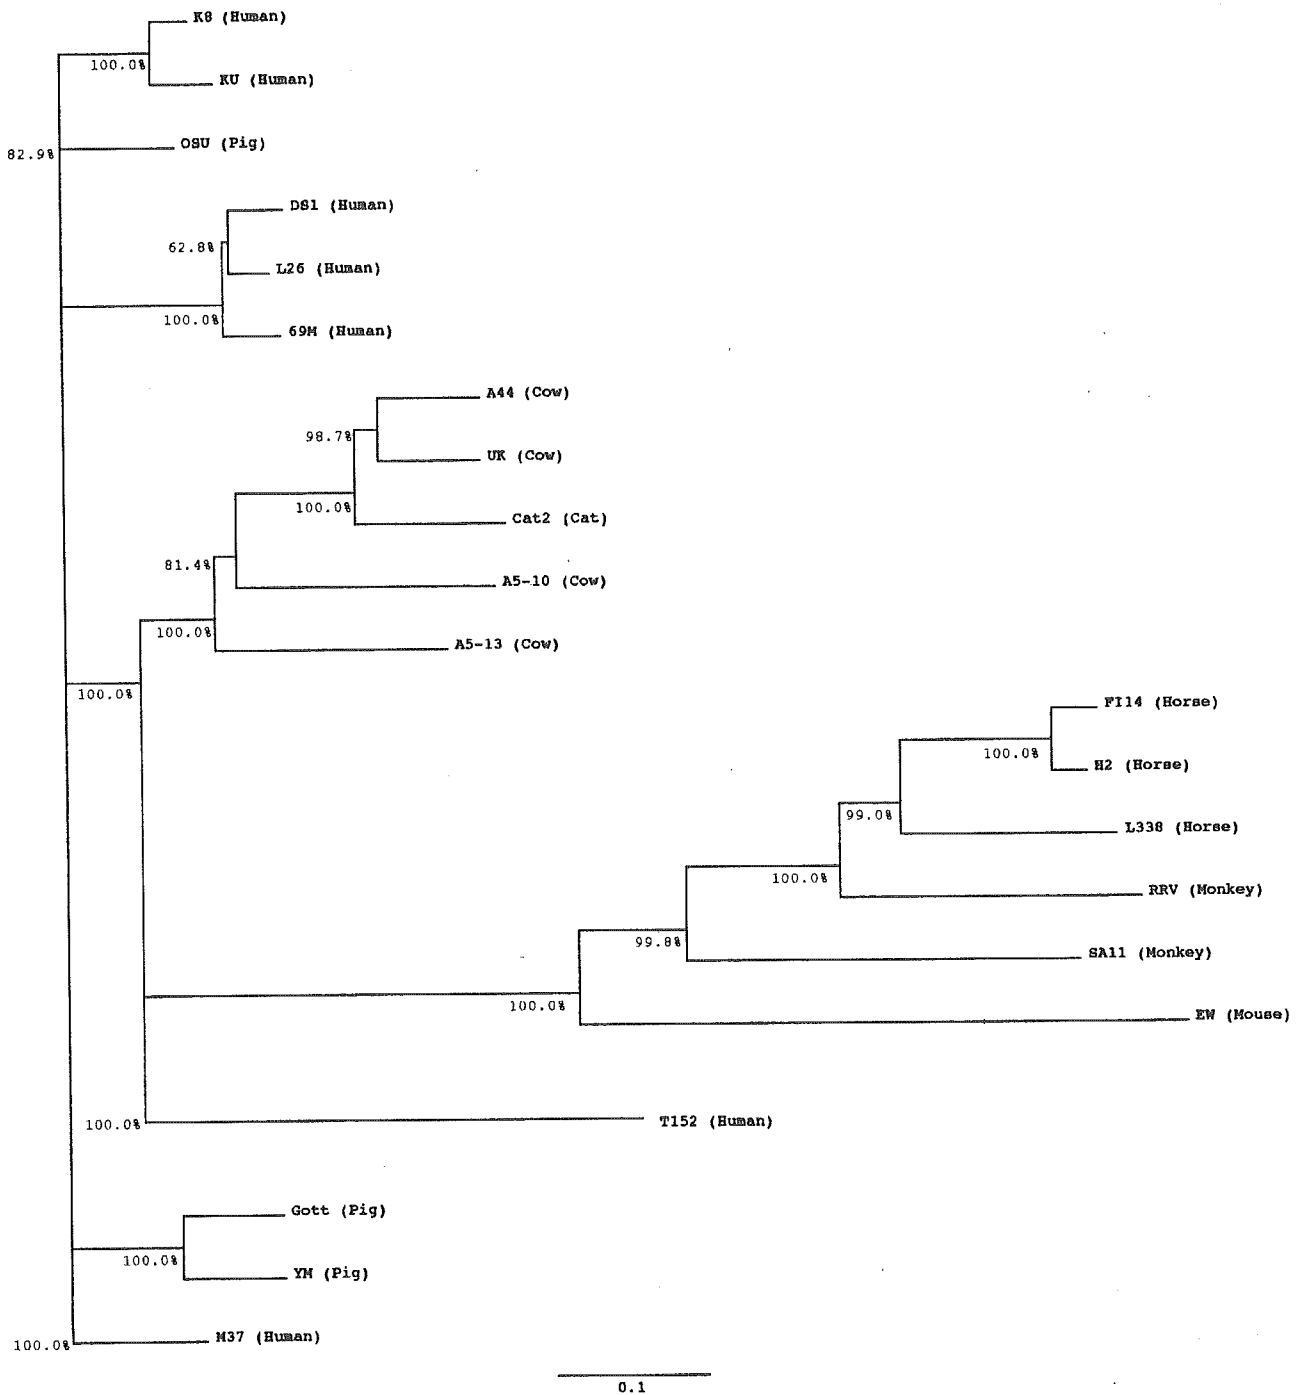 K8 (Human)
100.0%
KU (Human)
OSU (Pig)
82.9%
DS1 (Human)
62.8%
L26 (Human)
100.0%
69M (Human)
A44 (Cow)
98.7%
UK (Cow)
100.0%
Cat2 (Cat)
81.4%
A5-10 (Cow)
100.0%
A5-13 (Cow)
100.0%
FI14 (Horse)
100.0%
H2 (Horse)
99.0%
L338 (Horse)
100.0%
RRV (Monkey)
99.8%
SA11 (Monkey)
100.0%
EW (Mouse)
100.0%
T152 (Human)
Gott (Pig)
100.0%
YM (Pig)
100.0%
M37 (Human)
0.1